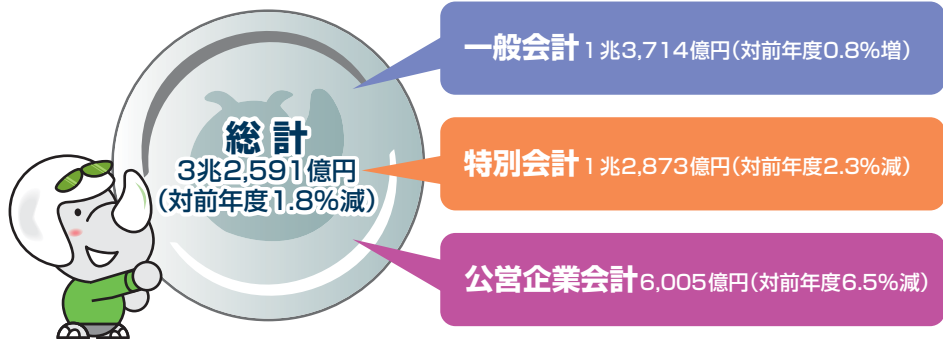 総計
3兆2,591億円
(対前年度1.8%減)
一般会計1兆3,714億円(対前年度0.8%増)
特別会計1兆2,873億円(対前年度2.3%減)
公営企業会計6,005億円(対前年度6.5%減)